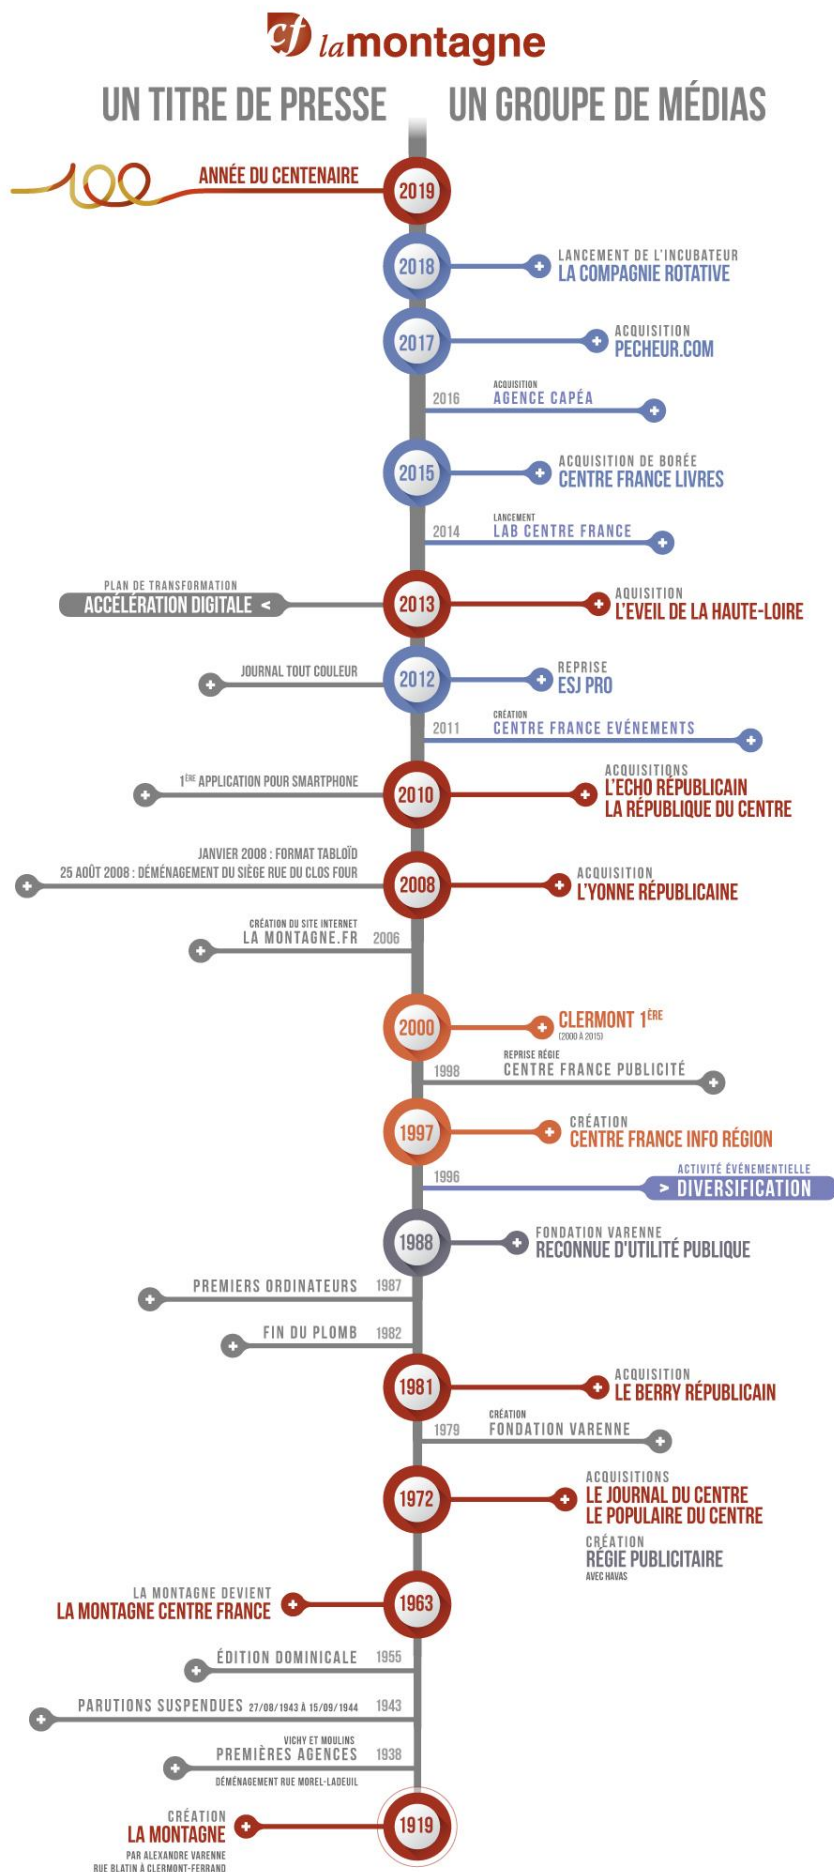 cf la montagne
UN TITRE DE PRESSE
UN GROUPE DE MÉDIAS
100
ANNÉE DU CENTENAIRE
2019
2018
LANCEMENT DE L'INCUBATEUR
LA COMPAGNIE ROTATIVE
2017
ACQUISITION
PECHEUR.COM
2016
ACQUISITION
AGENCE CAPÉA
2015
ACQUISITION DE BORÉE
CENTRE FRANCE LIVRES
2014
LANCEMENT
LAB CENTRE FRANCE
PLAN DE TRANSFORMATION
ACCÉLÉRATION DIGITALE <
2013
AQUISITION
L'EVEIL DE LA HAUTE-LOIRE
JOURNAL TOUT COULEUR
2012
REPRISE
ESJ PRO
2011
CRÉATION
CENTRE FRANCE EVÉNEMENTS
1ÈRE APPLICATION POUR SMARTPHONE
2010
ACQUISITIONS
L'ECHO RÉPUBLICAIN
LA RÉPUBLIQUE DU CENTRE
JANVIER 2008 : FORMAT TABLOÏD
25 AOÛT 2008 : DÉMÉNAGEMENT DU SIÈGE RUE DU CLOS FOUR
2008
ACQUISITION
L'YONNE RÉPUBLICAINE
CRÉATION DU SITE INTERNET
LA MONTAGNE.FR 2006
2000
CLERMONT 1ÈRE
(2000 À 2015)
1998
REPRISE RÉGIE
CENTRE FRANCE PUBLICITÉ
1997
CRÉATION
CENTRE FRANCE INFO RÉGION
1996
ACTIVITÉ ÉVÉNEMENTIELLE
> DIVERSIFICATION
1988
FONDATION VARENNE
RECONNUE D'UTILITÉ PUBLIQUE
PREMIERS ORDINATEURS 1987
FIN DU PLOMB 1982
1981
ACQUISITION
LE BERRY RÉPUBLICAIN
1979
CRÉATION
FONDATION VARENNE
1972
ACQUISITIONS
LE JOURNAL DU CENTRE
LE POPULAIRE DU CENTRE
CRÉATION
RÉGIE PUBLICITAIRE
AVEC HAVAS
LA MONTAGNE DEVIENT
LA MONTAGNE CENTRE FRANCE
1963
ÉDITION DOMINICALE 1955
PARUTIONS SUSPENDUES 27/08/1943 À 15/09/1944 1943
VICHY ET MOULINS
PREMIÈRES AGENCES 1938
DÉMÉNAGEMENT RUE MOREL-LADEUIL
CRÉATION
LA MONTAGNE
1919
PAR ALEXANDRE VARENNE
RUE BLATIN À CLERMONT-FERRAND